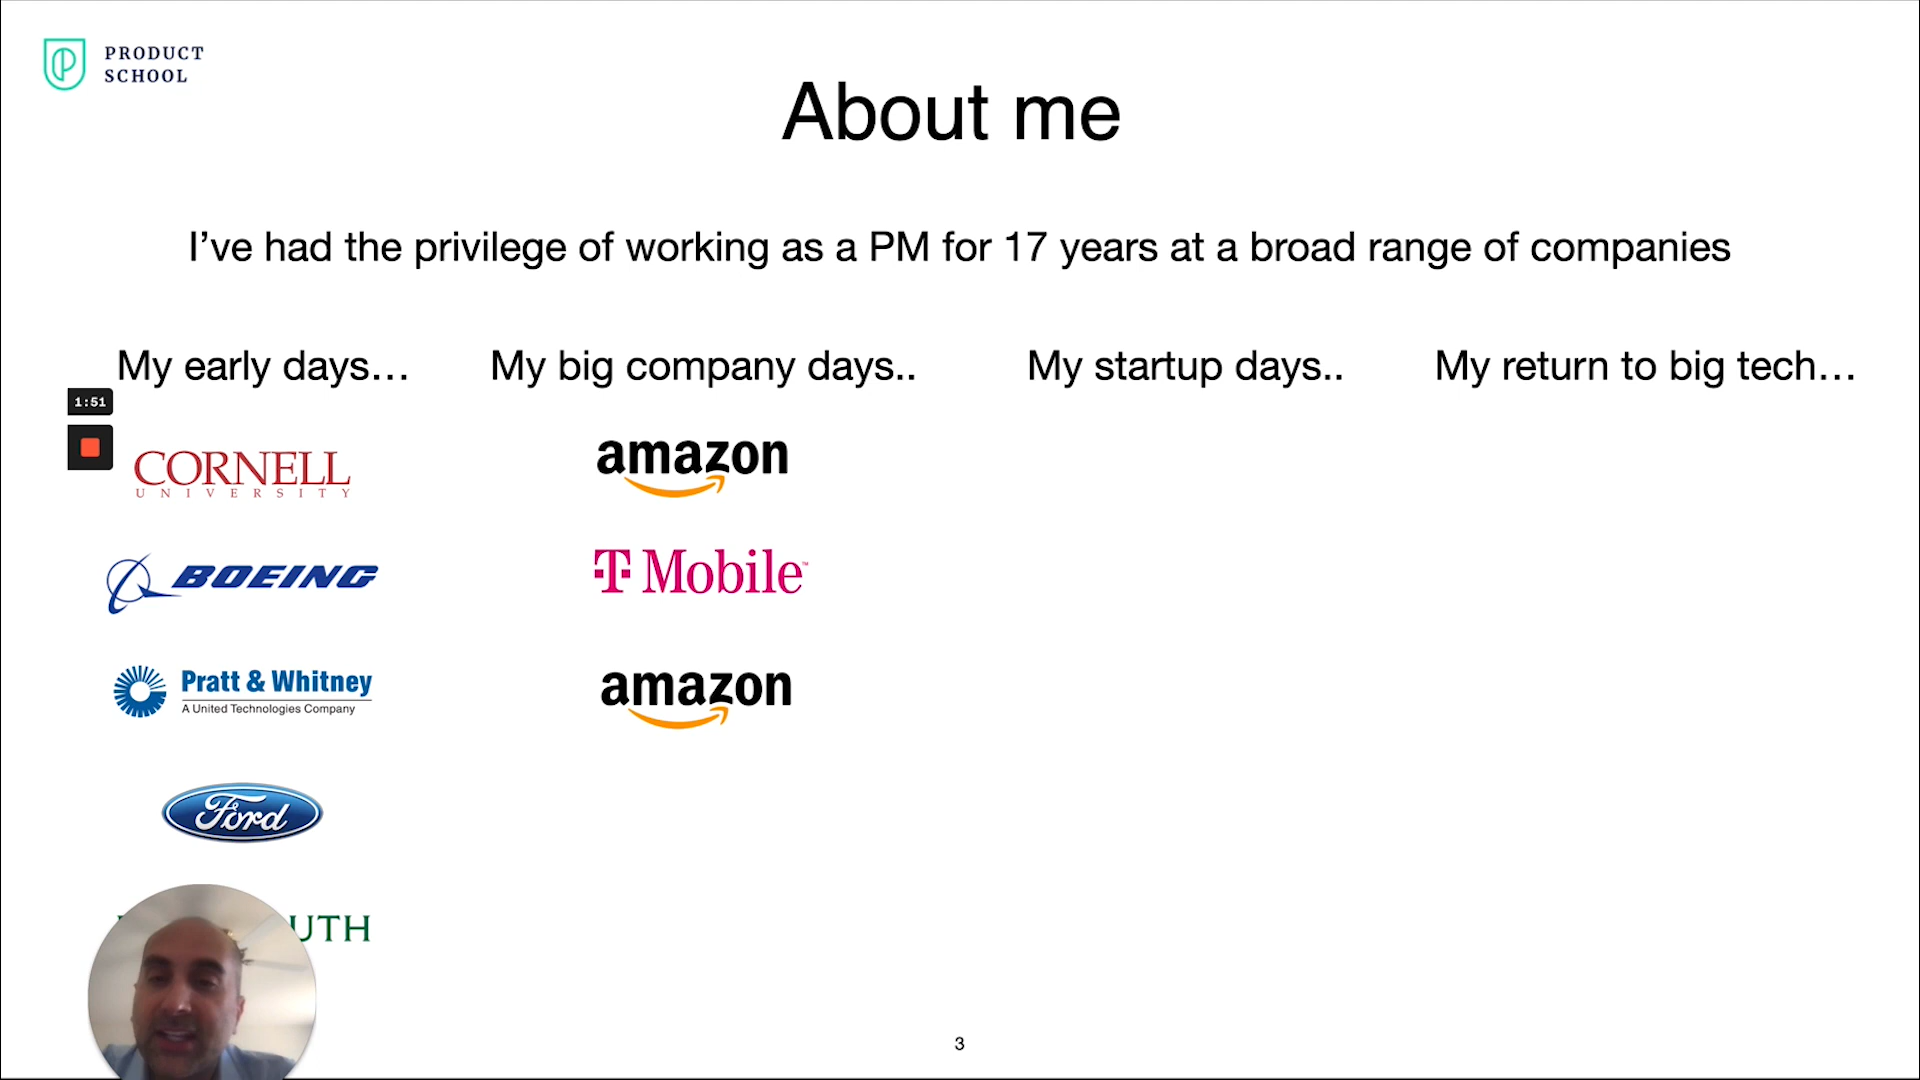 PRODUCT
SCHOOL
About me
I’ve had the privilege of working as a PM for 17 years at a broad range of companies
My early days…
My big company days..
My startup days..
My return to big tech…
1:51
CORNELL
UNIVERSITY
amazon
BOEING
T Mobile™
Pratt & Whitney
A United Technologies Company
amazon
Ford
UTH
3